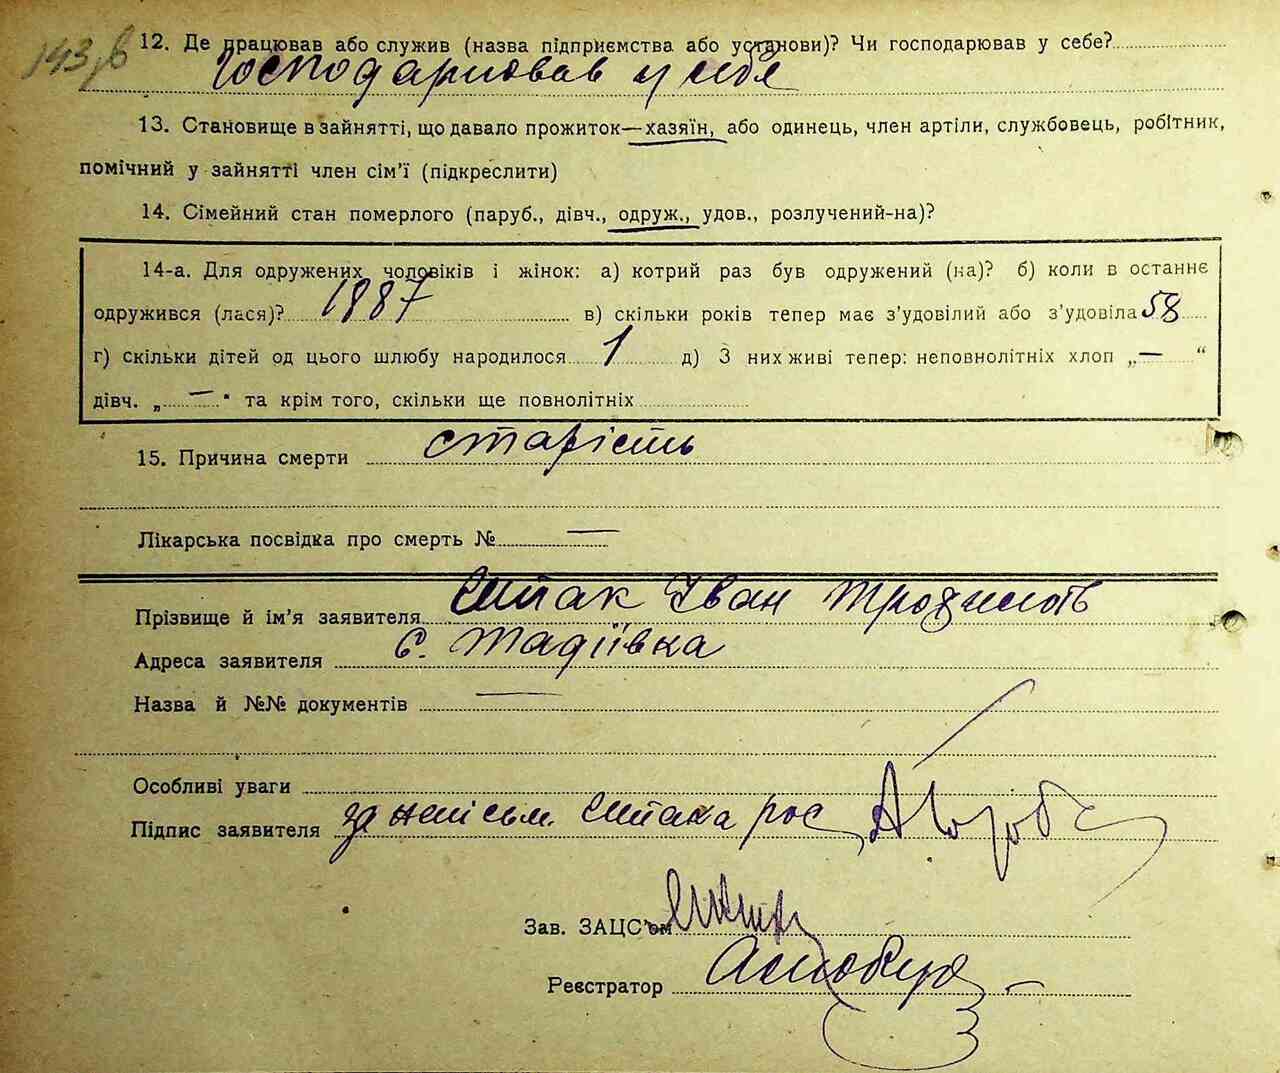 12. Де працював або служив (назва підприємства або установи)? Чи господарював у себе?
Господарював у себе
13. Становище в зайнятті, що давало прожиток—хазяїн, або одинець, член артіли, службовець, робітник,
помічний у зайнятті член сім’ї (підкреслити)
14. Сімейний стан померлого (паруб., дівч., одруж., удов., розлучений-на)?
14-а. Для одружених чоловіків і жінок: а) котрий раз був одружений (на)? б) коли в останнє
одружився (лася)? 1887 в) скільки років тепер має з’удовілий або з’удовіла 58
г) скільки дітей од цього шлюбу народилося 1 д) З них живі тепер: неповнолітніх хлоп „—“
дівч. „—“ та крім того, скільки ще повнолітніх
15. Причина смерти старість
Лікарська посвідка про смерть № —
Прізвище й ім’я заявителя Шпак Іван
Адреса заявителя с. Тадіївка
Назва й №№ документів —
Особливі уваги
Підпис заявителя за неписьм. Шпака рос
Зав. ЗАЦС’ом
Реєстратор